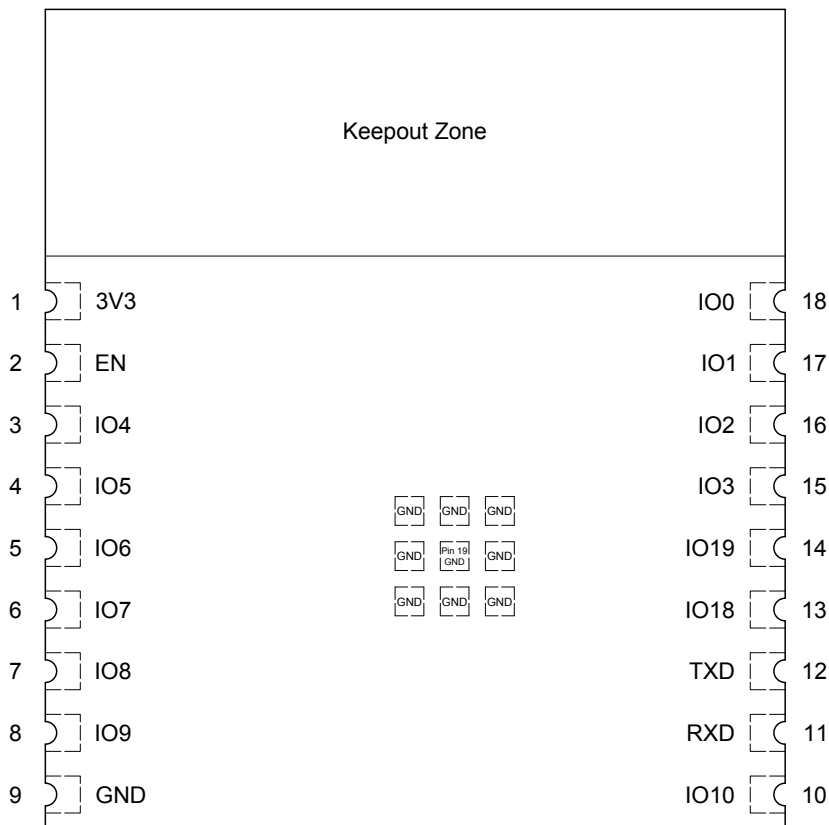 Keepout Zone
1 3V3 IO0 18
2 EN IO1 17
3 IO4 IO2 16
4 IO5 IO3 15
GND GND GND
5 IO6 IO19 14
GND Pin 19 GND GND
6 IO7 IO18 13
GND GND GND
7 IO8 TXD 12
8 IO9 RXD 11
9 GND IO10 10